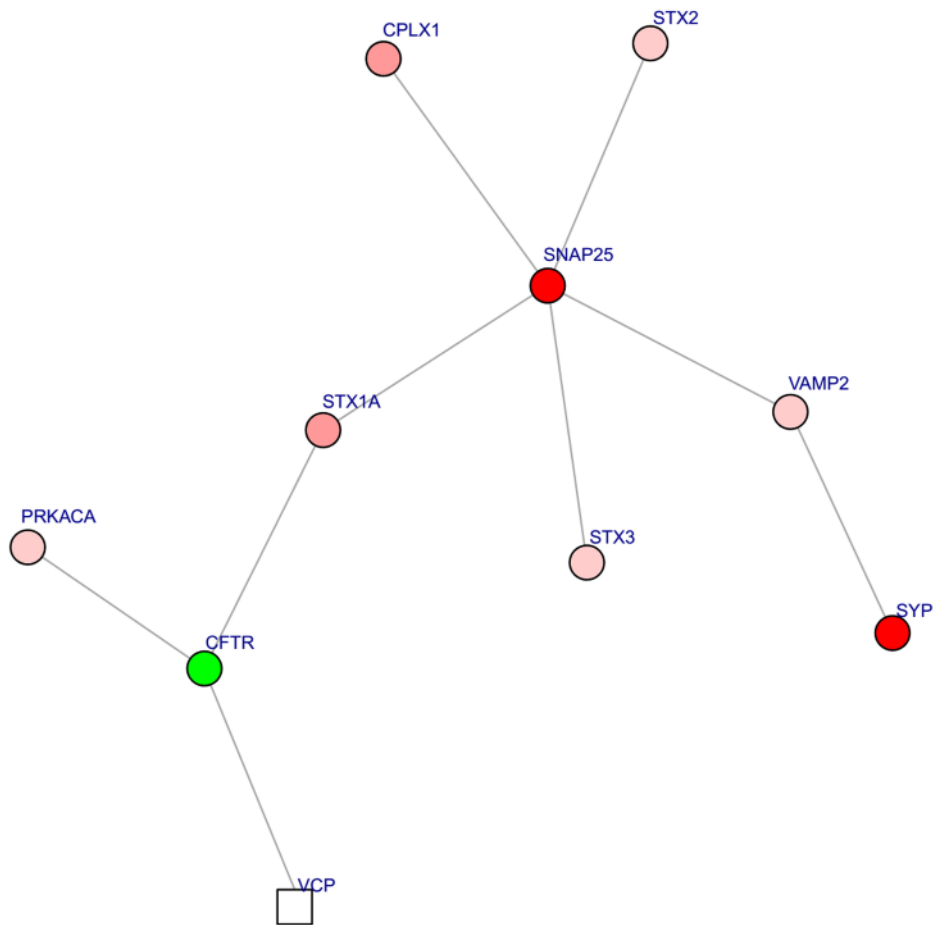 STX2
CPLX1
SNAP25
VAMP2
STX1A
PRKACA
STX3
SYP
CFTR
VCP